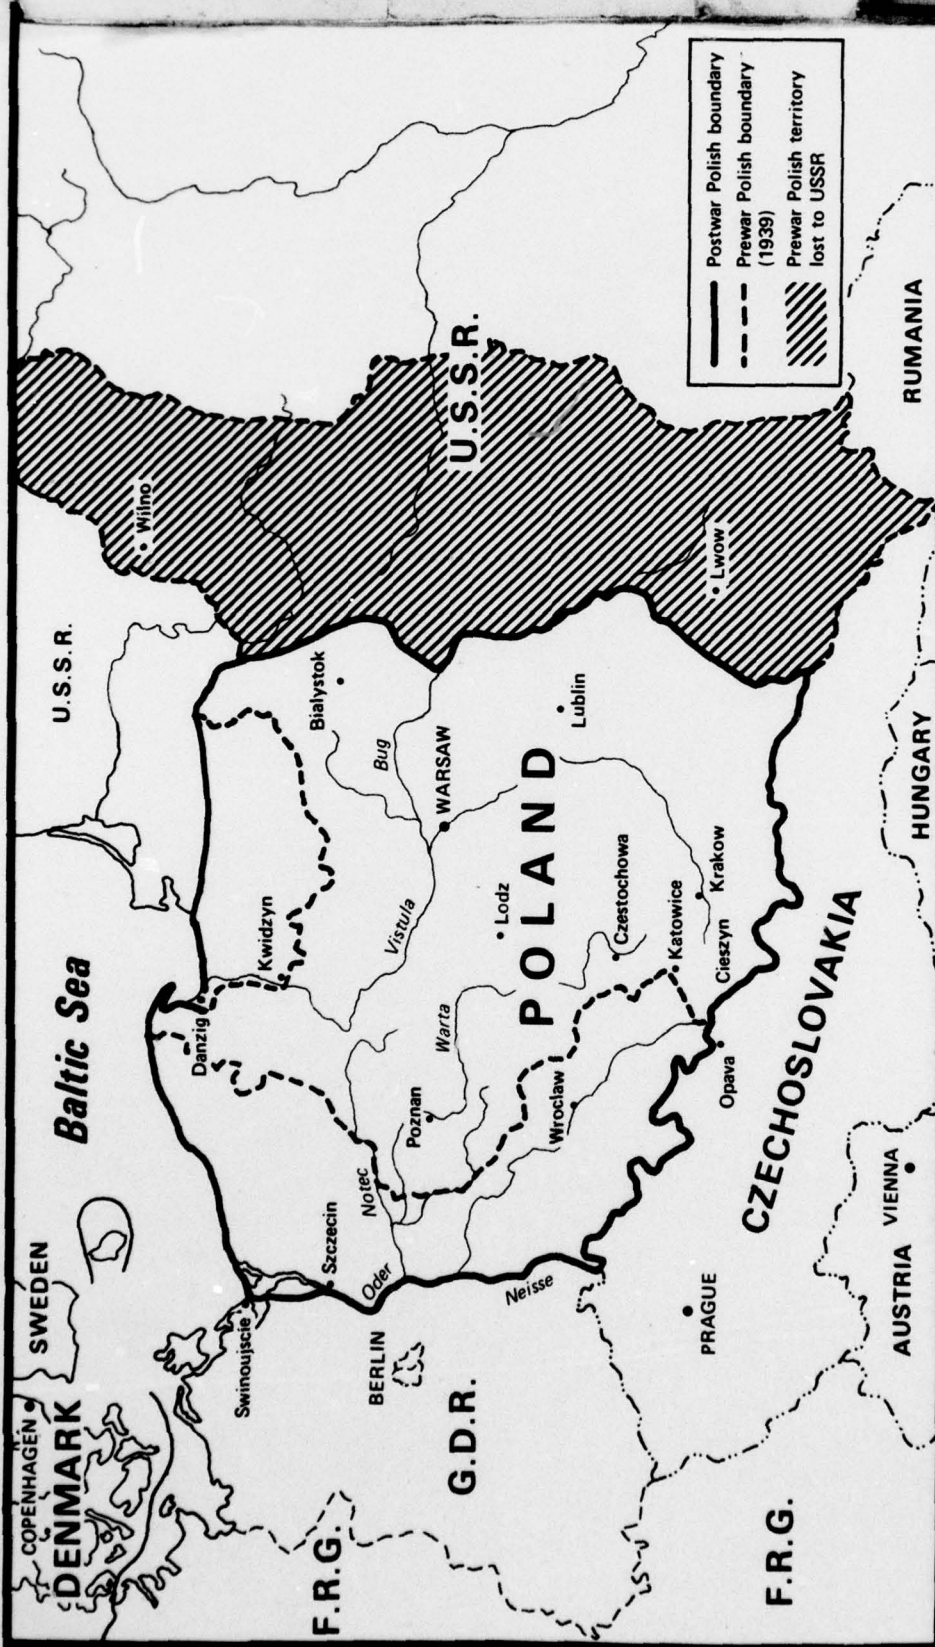 COPENHAGEN
DENMARK
SWEDEN
Baltic Sea
U.S.S.R.
Wilno
Swinoujscie
Szczecin
Danzig
Kwidzyn
Bialystok
BERLIN
Oder
Notec
Poznan
Warta
Vistula
Bug
WARSAW
U.S.S.R.
F.R.G.
G.D.R.
Neisse
Wroclaw
Lodz
POLAND
Lublin
Czestochowa
Katowice
Krakow
Cieszyn
Opava
Lwow
PRAGUE
CZECHOSLOVAKIA
F.R.G.
AUSTRIA
VIENNA
HUNGARY
RUMANIA
Postwar Polish boundary
Prewar Polish boundary
(1939)
Prewar Polish territory
lost to USSR